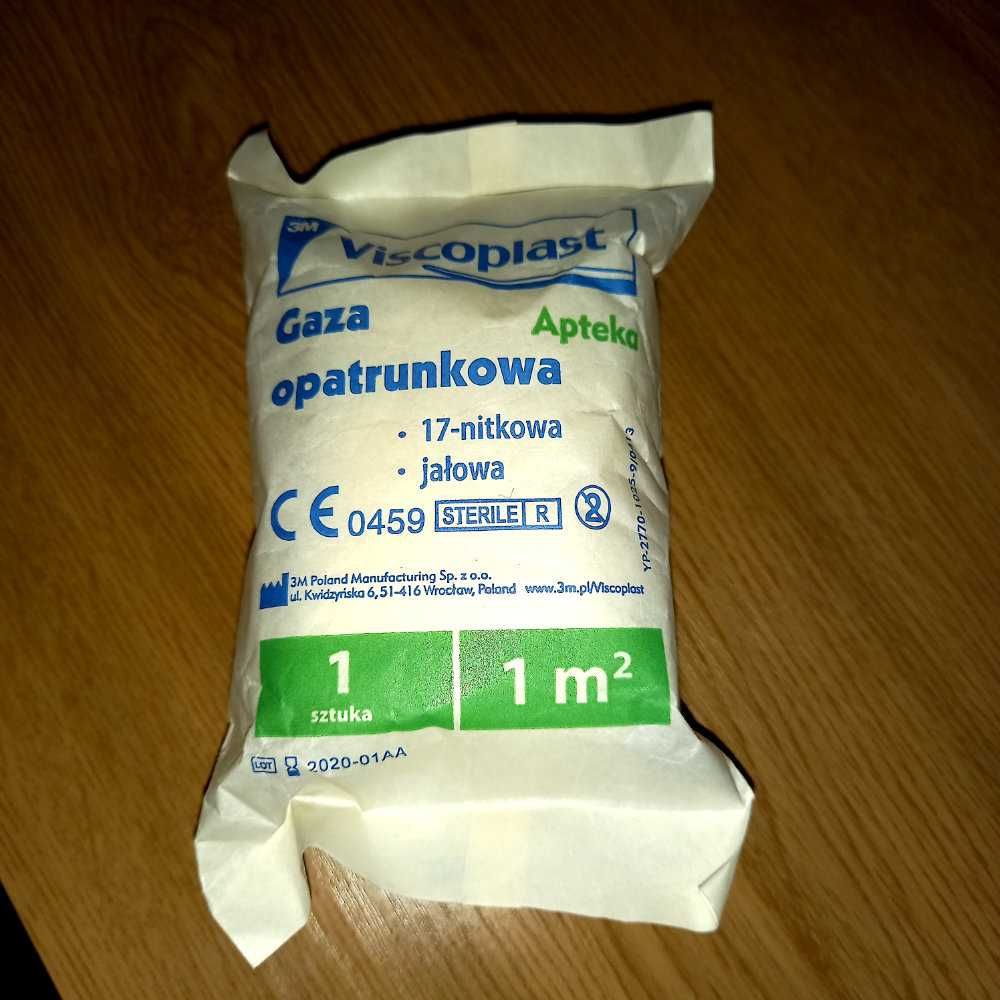 3M
Viscoplast
Gaza
Apteka
opatrunkowa
• 17-nitkowa
• jałowa
CE 0459 STERILE R 2
3M Poland Manufacturing Sp. z o.o.
ul. Kwidzyńska 6, 51-416 Wrocław, Poland www.3m.pl/Viscoplast
1
sztuka
1 m²
LOT 2020-01AA